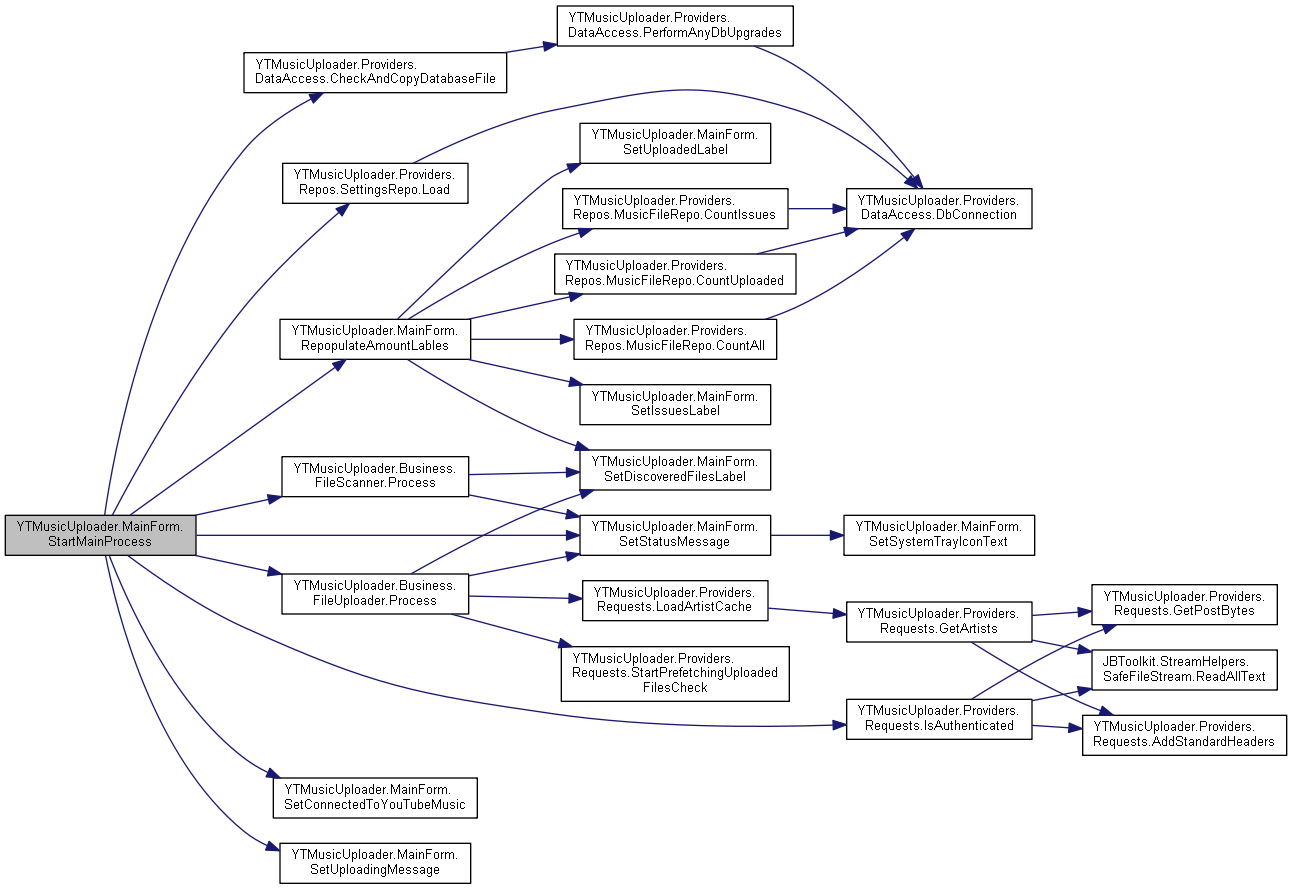 YTMusicUploader.MainForm.
StartMainProcess
YTMusicUploader.Providers.
DataAccess.CheckAndCopyDatabaseFile
YTMusicUploader.Providers.
DataAccess.PerformAnyDbUpgrades
YTMusicUploader.Providers.
Repos.SettingsRepo.Load
YTMusicUploader.MainForm.
RepopulateAmountLables
YTMusicUploader.Business.
FileScanner.Process
YTMusicUploader.Business.
FileUploader.Process
YTMusicUploader.MainForm.
SetConnectedToYouTubeMusic
YTMusicUploader.MainForm.
SetUploadingMessage
YTMusicUploader.MainForm.
SetUploadedLabel
YTMusicUploader.Providers.
Repos.MusicFileRepo.CountIssues
YTMusicUploader.Providers.
Repos.MusicFileRepo.CountUploaded
YTMusicUploader.Providers.
Repos.MusicFileRepo.CountAll
YTMusicUploader.MainForm.
SetIssuesLabel
YTMusicUploader.MainForm.
SetDiscoveredFilesLabel
YTMusicUploader.MainForm.
SetStatusMessage
YTMusicUploader.Providers.
Requests.LoadArtistCache
YTMusicUploader.Providers.
Requests.StartPrefetchingUploaded
FilesCheck
YTMusicUploader.Providers.
DataAccess.DbConnection
YTMusicUploader.MainForm.
SetSystemTrayIconText
YTMusicUploader.Providers.
Requests.GetArtists
YTMusicUploader.Providers.
Requests.IsAuthenticated
YTMusicUploader.Providers.
Requests.GetPostBytes
JBToolkit.StreamHelpers.
SafeFileStream.ReadAllText
YTMusicUploader.Providers.
Requests.AddStandardHeaders